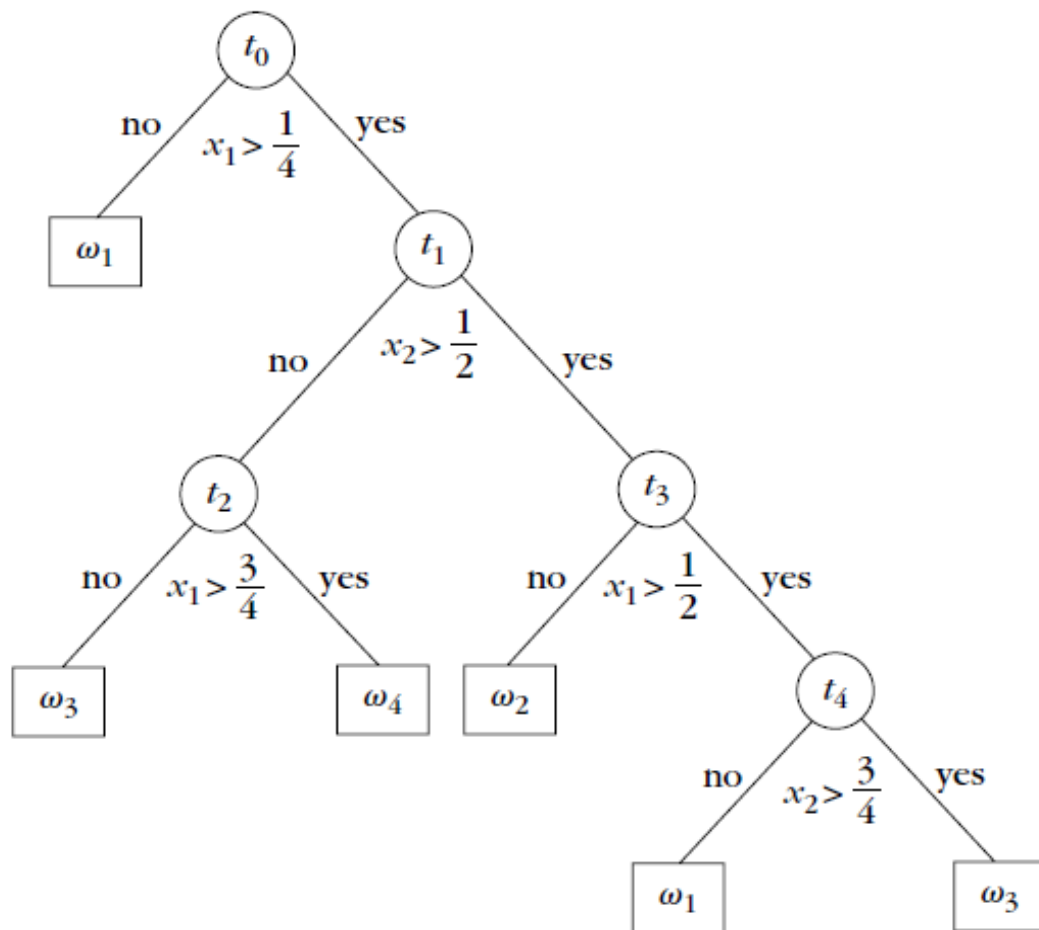 t₀
no
x₁ > 1/4
yes
ω₁
t₁
no
x₂ > 1/2
yes
t₂
t₃
no
x₁ > 3/4
yes
no
x₁ > 1/2
yes
ω₃
ω₄
ω₂
t₄
no
x₂ > 3/4
yes
ω₁
ω₃